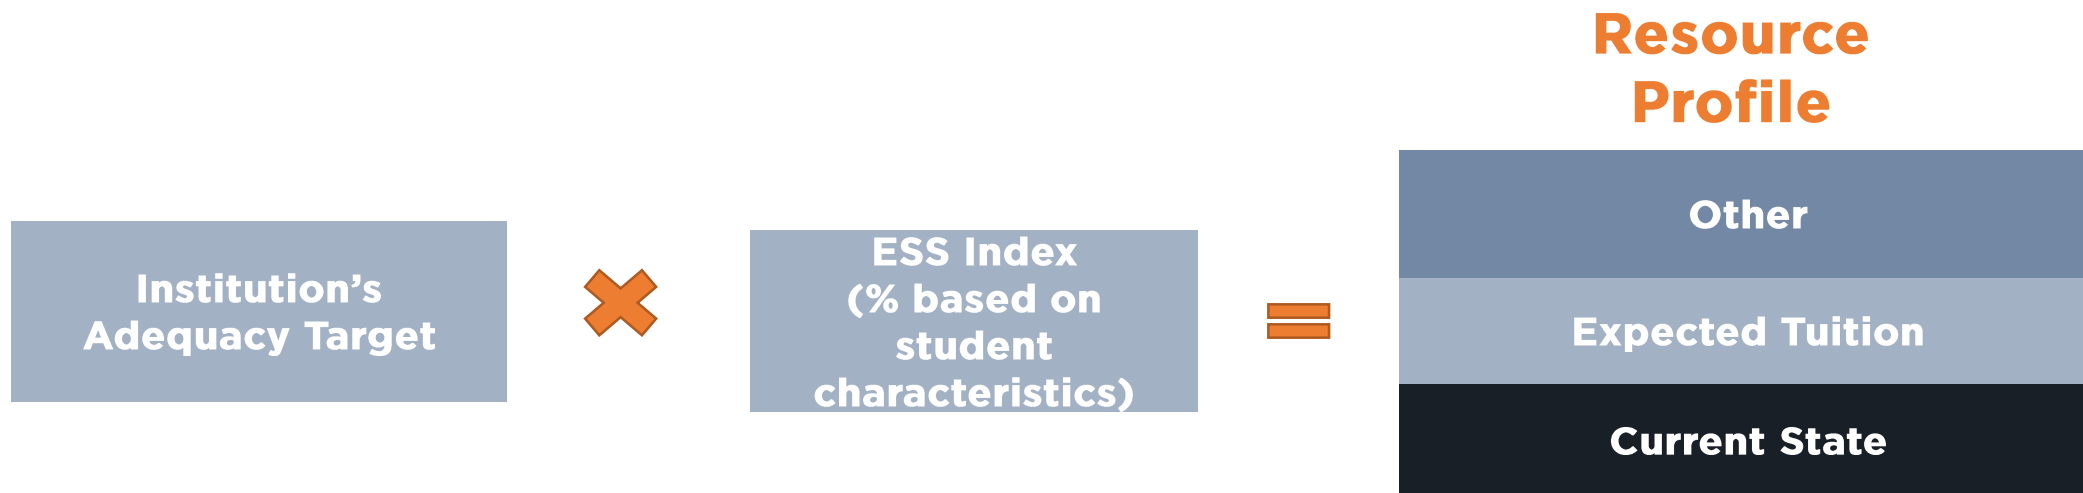 Resource
Profile
Institution’s
Adequacy Target
ESS Index
(% based on
student
characteristics)
Other
Expected Tuition
Current State